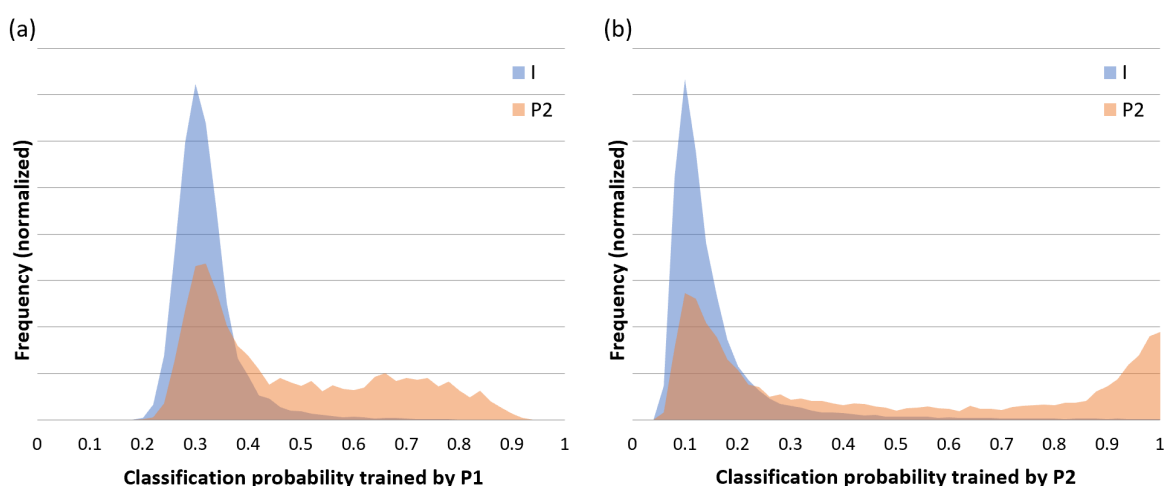 (a)
I
P2
Frequency (normalized)
0 0.1 0.2 0.3 0.4 0.5 0.6 0.7 0.8 0.9 1
Classification probability trained by P1
(b)
I
P2
Frequency (normalized)
0 0.1 0.2 0.3 0.4 0.5 0.6 0.7 0.8 0.9 1
Classification probability trained by P2